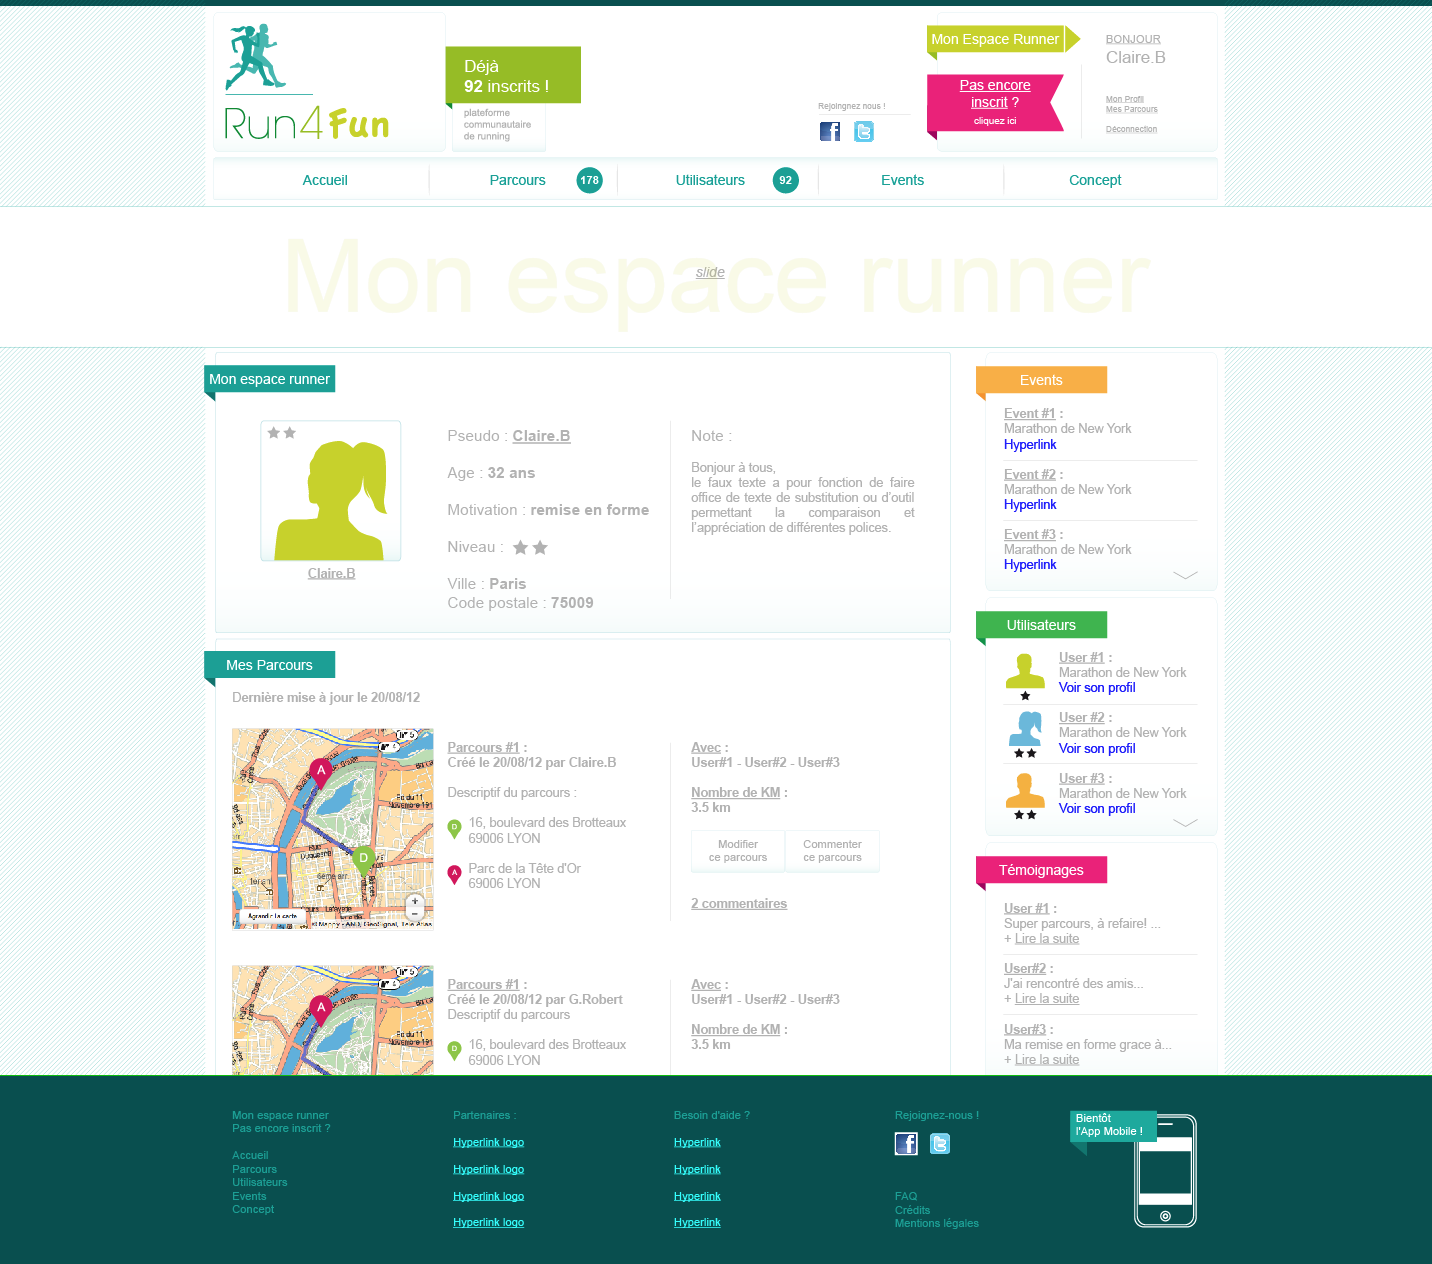 Run4Fun
Déjà
92 inscrits !
plateforme
communautaire
de running
Rejoingnez nous !
Mon Espace Runner
Pas encore
inscrit ?
cliquez ici
BONJOUR
Claire.B
Mon Profil
Mes Parcours
Déconnection
Accueil
Parcours 178
Utilisateurs 92
Events
Concept
Mon espace runner
slide
Mon espace runner
Claire.B
Pseudo : Claire.B
Age : 32 ans
Motivation : remise en forme
Niveau :
Ville : Paris
Code postale : 75009
Note :
Bonjour à tous,
le faux texte a pour fonction de faire
office de texte de substitution ou d'outil
permettant la comparaison et
l'appréciation de différentes polices.
Mes Parcours
Dernière mise à jour le 20/08/12
A
D
Agrandir la carte
Parcours #1 :
Créé le 20/08/12 par Claire.B
Descriptif du parcours :
D 16, boulevard des Brotteaux
69006 LYON
A Parc de la Tête d'Or
69006 LYON
Avec :
User#1 - User#2 - User#3
Nombre de KM :
3.5 km
Modifier
ce parcours
Commenter
ce parcours
2 commentaires
A
Parcours #1 :
Créé le 20/08/12 par G.Robert
Descriptif du parcours
D 16, boulevard des Brotteaux
69006 LYON
Avec :
User#1 - User#2 - User#3
Nombre de KM :
3.5 km
Events
Event #1 :
Marathon de New York
Hyperlink
Event #2 :
Marathon de New York
Hyperlink
Event #3 :
Marathon de New York
Hyperlink
Utilisateurs
User #1 :
Marathon de New York
Voir son profil
User #2 :
Marathon de New York
Voir son profil
User #3 :
Marathon de New York
Voir son profil
Témoignages
User #1 :
Super parcours, à refaire! ...
+ Lire la suite
User#2 :
J'ai rencontré des amis...
+ Lire la suite
User#3 :
Ma remise en forme grace à...
+ Lire la suite
Mon espace runner
Pas encore inscrit ?
Accueil
Parcours
Utilisateurs
Events
Concept
Partenaires :
Hyperlink logo
Hyperlink logo
Hyperlink logo
Hyperlink logo
Besoin d'aide ?
Hyperlink
Hyperlink
Hyperlink
Hyperlink
Rejoignez-nous !
FAQ
Crédits
Mentions légales
Bientôt
l'App Mobile !